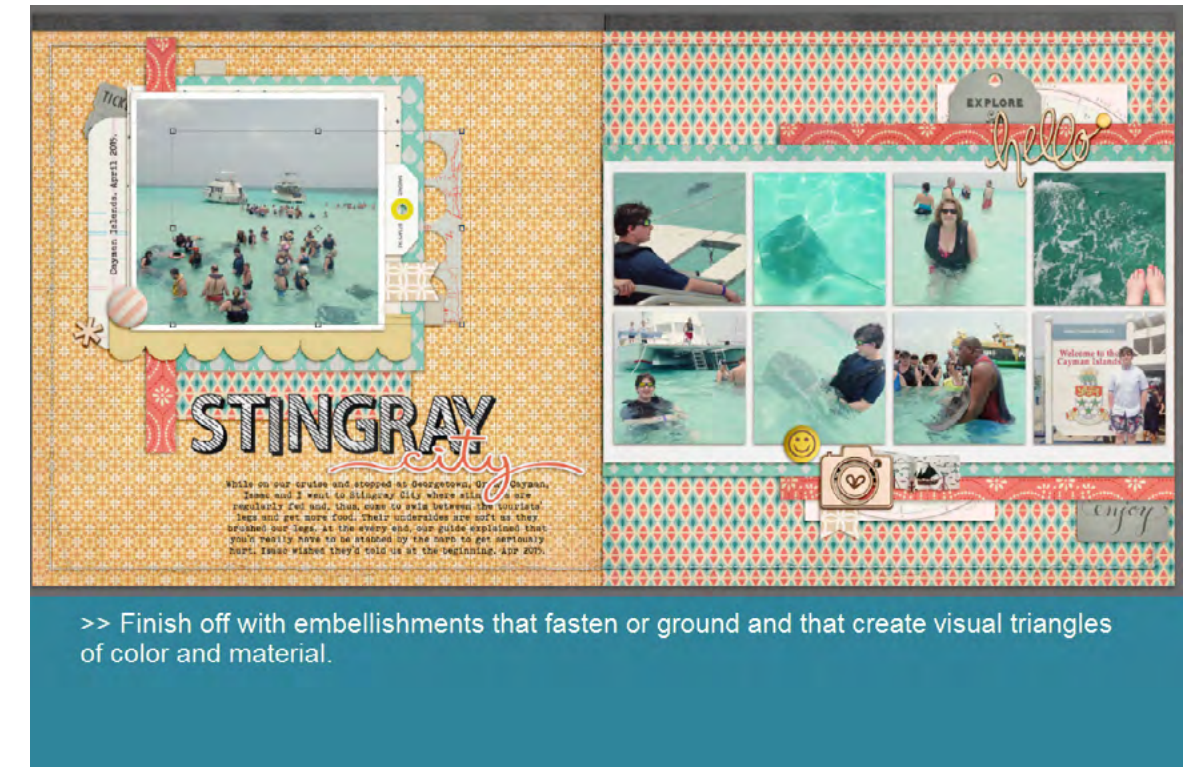 TICK
Cayman Islands. April 2015.
EXPLORE
hello
Welcome to the
Cayman Islands
STINGRAY
city
While on our cruise and stopped at Georgetown, Cayman,
Isaac and I went to Stingray City where are
regularly fed and, thus, come to swim between the tourists'
legs and get more food. Their undersides are soft as they
brushed our legs. At the every end, our guide explained that
you'd really have to be stabbed by the barb to get seriously
hurt. Isaac wished they'd told us at the beginning. Apr 2015.
enjoy
>> Finish off with embellishments that fasten or ground and that create visual triangles
of color and material.